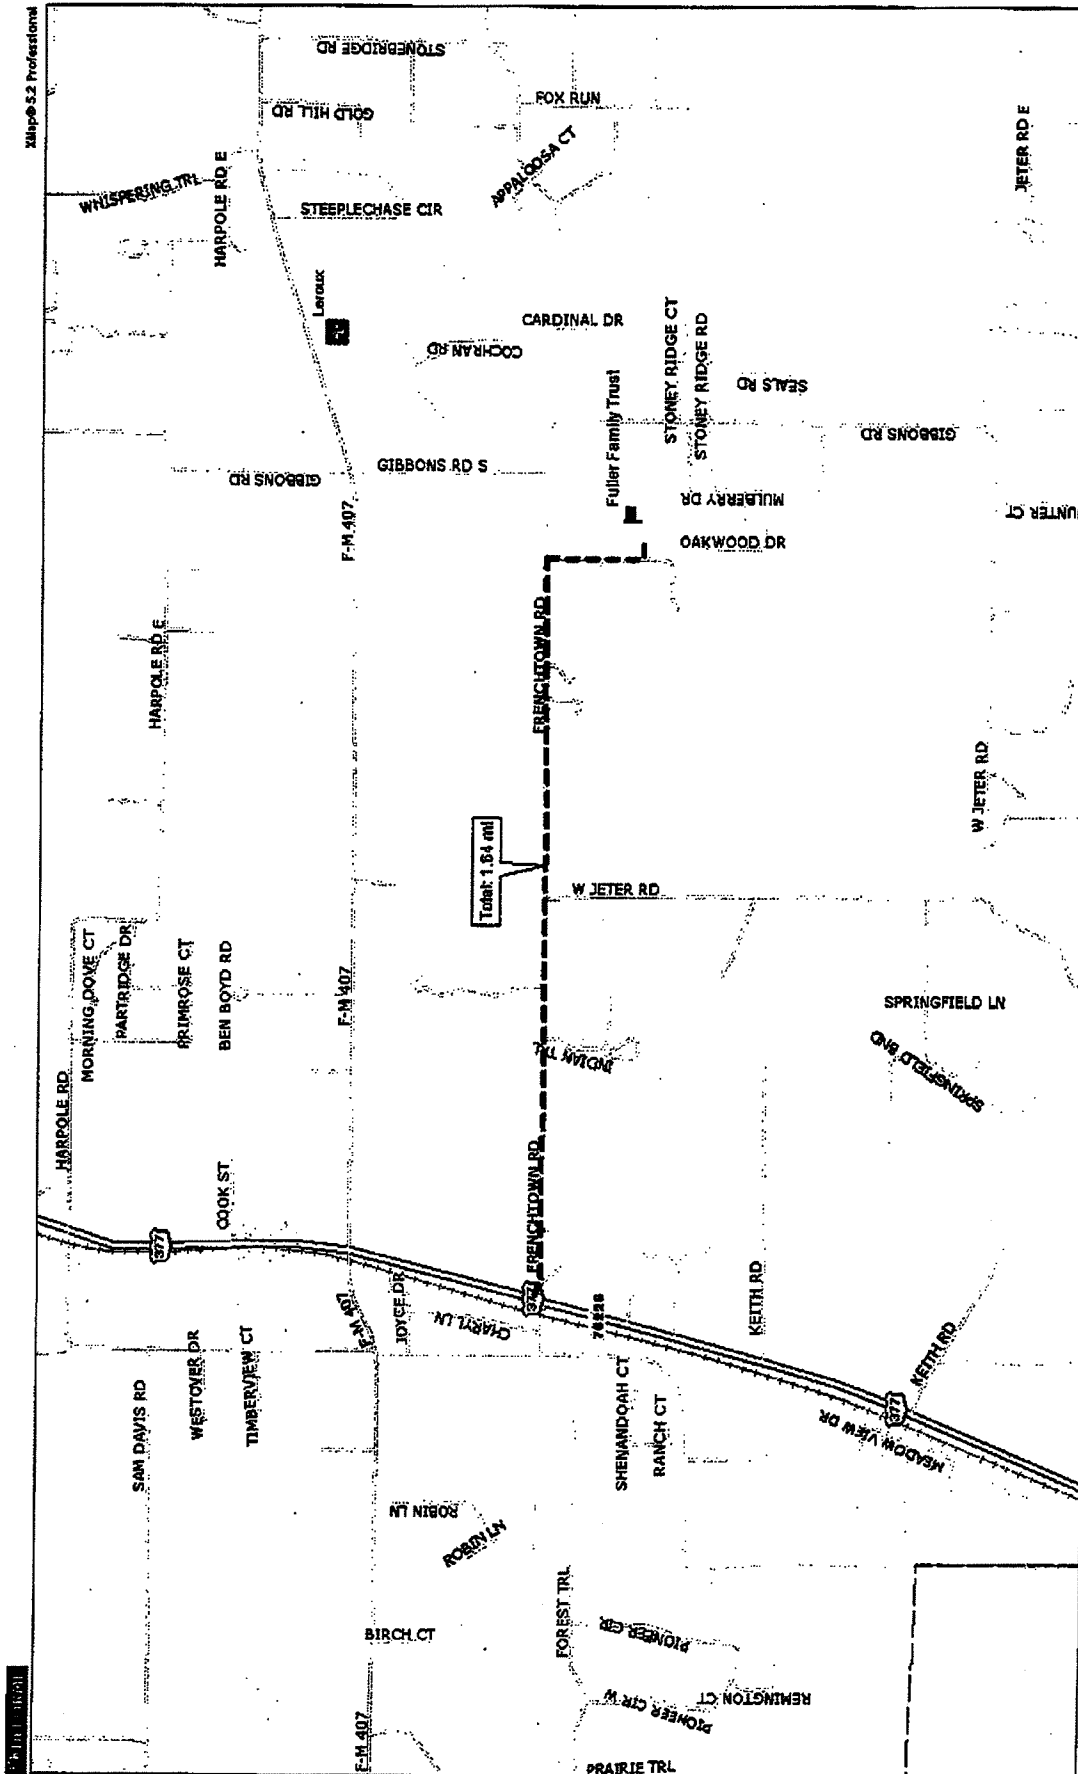 XMap® 5.2 Professional
STONEBRIDGE RD
GOLD HILL RD
FOX RUN
APPALOOSA CT
JETER RD E
WHISPERING TRL
HARPOLE RD E
STEEPLECHASE CIR
Leroux
CARDINAL DR
COCHRAN RD
STONEY RIDGE CT
STONEY RIDGE RD
SEALS RD
Fuller Family Trust
GIBBONS RD
GIBBONS RD S
GIBBONS RD
MULBERRY DR
OAKWOOD DR
UNTER CT
F-M 407
HARPOLE RD E
FRENCHTOWN RD
W JETER RD
Total: 1.64 mi
W JETER RD
MORNING DOVE CT
PARTRIDGE DR
PRIMROSE CT
BEN BOYD RD
F-M 407
SPRINGFIELD LN
SPRINGFIELD BND
INDIAN TRL
HARPOLE RD
COOK ST
377
FRENCHTOWN RD
377
76226
KEITH RD
KEITH RD
377
F-M 407
JOYCE DR
CHARYL LN
WESTOVER DR
TIMBERVIEW CT
SAM DAVIS RD
SHENANDOAH CT
RANCH CT
MEADOW VIEW DR
ROBIN LN
ROBIN LN
BIRCH CT
FOREST TRL
PIONEER CIR
PIONEER CIR W
REMINGTON CT
F-M 407
PRAIRIE TRL